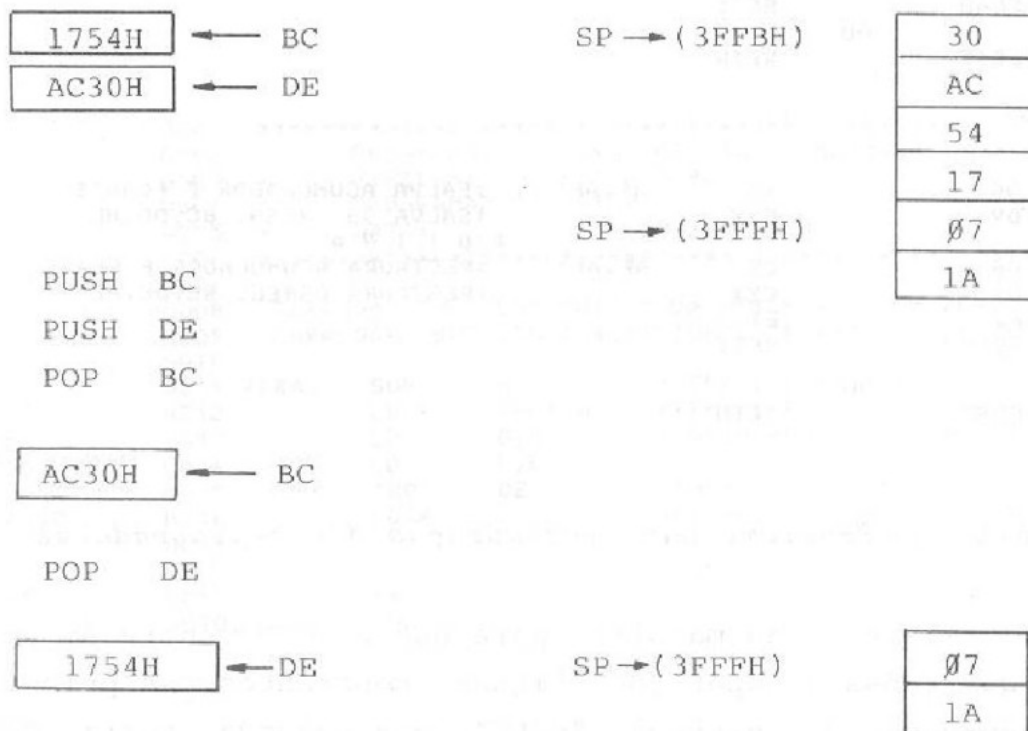 1754H ← BC SP → (3FFBH) 30
AC30H ← DE AC
54
17
SP → (3FFFH) Ø7
1A
PUSH BC
PUSH DE
POP BC
AC30H ← BC
POP DE
1754H ← DE SP → (3FFFH) Ø7
1A